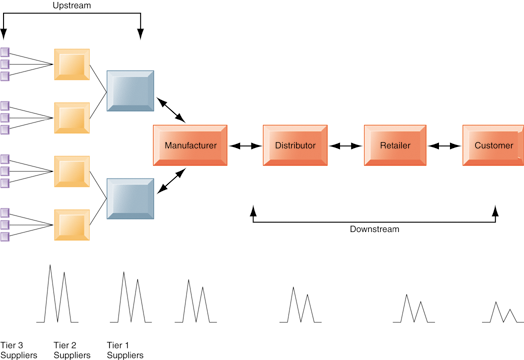 Upstream
Manufacturer
Distributor
Retailer
Customer
Downstream
Tier 3
Suppliers
Tier 2
Suppliers
Tier 1
Suppliers